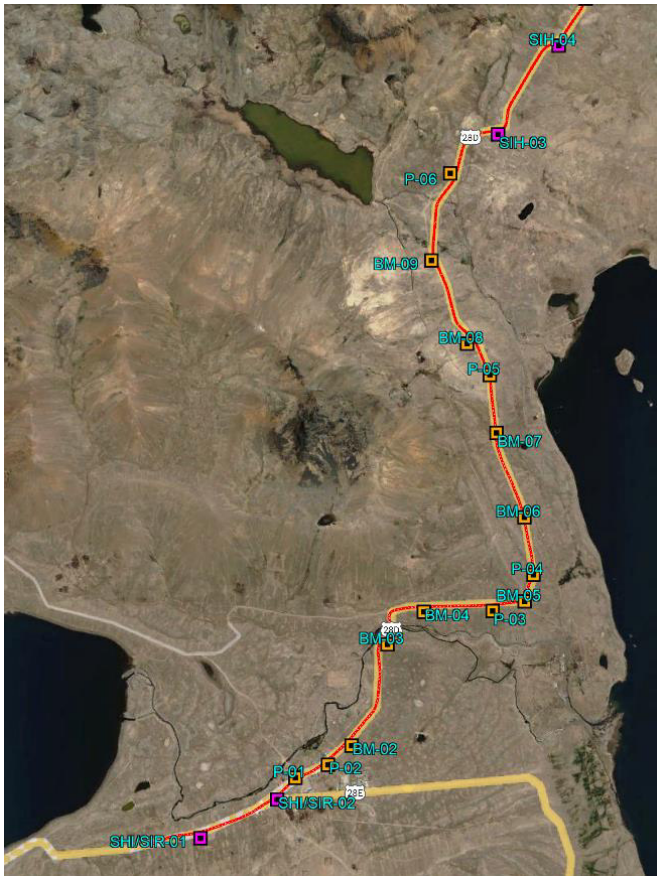 SIH-04
28D
SIH-03
P-06
BM-09
BM-08
P-05
BM-07
BM-06
P-04
BM-05
BM-04
P-03
28D
BM-03
BM-02
P-02
P-01
28E
SHI/SIR-02
SHI/SIR-01